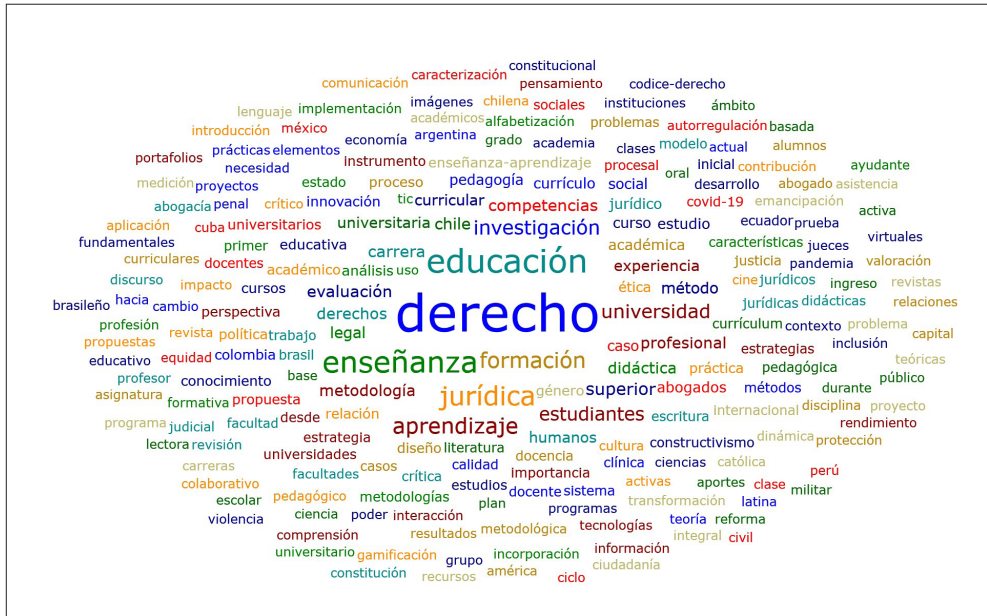 constitucional
comunicación caracterización pensamiento codice-derecho
lenguaje implementación imágenes chilena sociales instituciones ámbito
académicos alfabetización problemas autorregulación basada
introducción méxico economía argentina grado academia clases modelo actual alumnos
prácticas elementos
portafolios necesidad instrumento enseñanza-aprendizaje procesal oral inicial contribución ayudante
medición proyectos estado proceso pedagogía currículo social desarrollo abogado asistencia
abogacía penal crítico innovación tic curricular competencias jurídico covid-19 emancipación activa
aplicación cuba universitarios universitaria chile investigación curso estudio ecuador prueba virtuales
fundamentales primer educativa carrera académica características jueces
curriculares docentes académico análisis uso educación experiencia justicia pandemia valoración
discurso impacto cursos evaluación ética método cine jurídicos ingreso revistas
brasileño hacia cambio perspectiva derechos derecho universidad jurídicas didácticas relaciones
profesión revista política trabajo legal currículum contexto problema capital
propuestas equidad colombia brasil enseñanza formación caso profesional estrategias inclusión teóricas
educativo base didáctica práctica pedagógica público
profesor conocimiento metodología jurídica género superior abogados métodos durante
asignatura formativa propuesta
programa judicial facultad desde relación aprendizaje estudiantes escritura internacional disciplina proyecto rendimiento
lectora revisión estrategia diseño literatura humanos cultura constructivismo dinámica protección
universidades docencia
carreras facultades casos crítica calidad importancia clínica ciencias católica perú
colaborativo estudios docente sistema activas aportes clase militar
escolar pedagógico metodologías plan programas transformación latina
violencia ciencia poder interacción resultados metodológica tecnologías teoría reforma
comprensión integral civil
universitario gamificación grupo incorporación información ciudadanía
constitución recursos américa ciclo